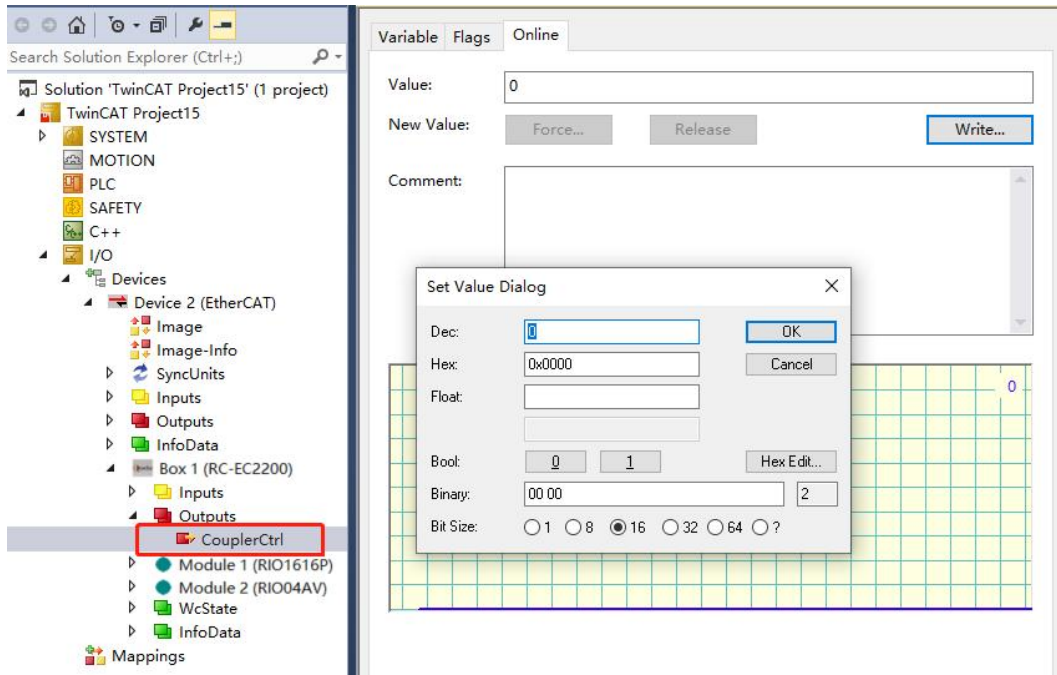 Search Solution Explorer (Ctrl+;)
Solution 'TwinCAT Project15' (1 project)
TwinCAT Project15
SYSTEM
MOTION
PLC
SAFETY
C++
I/O
Devices
Device 2 (EtherCAT)
Image
Image-Info
SyncUnits
Inputs
Outputs
InfoData
Box 1 (RC-EC2200)
Inputs
Outputs
CouplerCtrl
Module 1 (RIO1616P)
Module 2 (RIO04AV)
WcState
InfoData
Mappings
Variable Flags Online
Value: 0
New Value: Force... Release Write...
Comment:
Set Value Dialog
Dec: 0 OK
Hex: 0x0000 Cancel
Float:
Bool: 0 1 Hex Edit...
Binary: 00 00 2
Bit Size: 1 8 16 32 64 ?
0